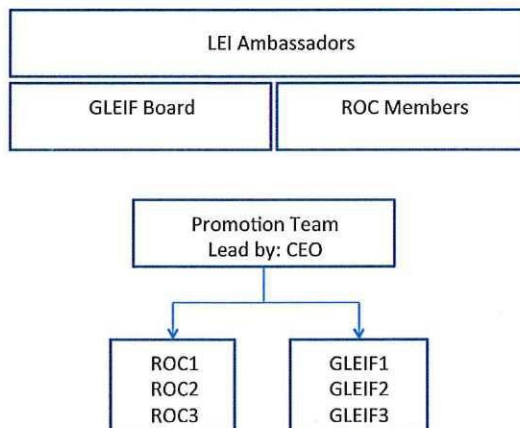 LEI Ambassadors
GLEIF Board
ROC Members
Promotion Team
Lead by: CEO
ROC1
ROC2
ROC3
GLEIF1
GLEIF2
GLEIF3